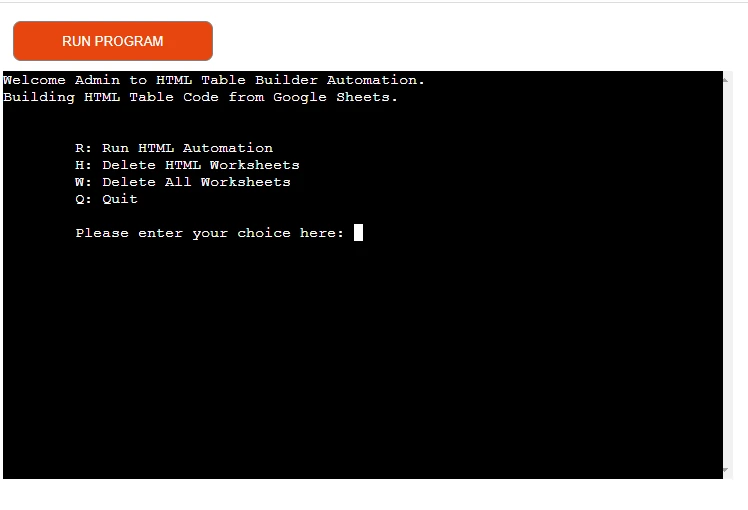 RUN PROGRAM
Welcome Admin to HTML Table Builder Automation.
Building HTML Table Code from Google Sheets.
R: Run HTML Automation
H: Delete HTML Worksheets
W: Delete All Worksheets
Q: Quit
Please enter your choice here: